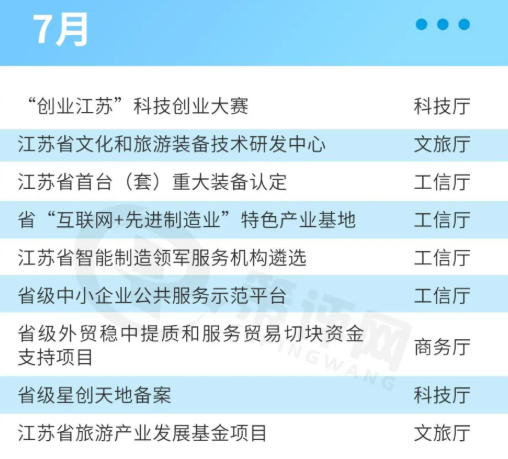 7月
“创业江苏”科技创业大赛 科技厅
江苏省文化和旅游装备技术研发中心 文旅厅
江苏省首台（套）重大装备认定 工信厅
省“互联网+先进制造业”特色产业基地 工信厅
江苏省智能制造领军服务机构遴选 工信厅
省级中小企业公共服务示范平台 工信厅
省级外贸稳中提质和服务贸易切块资金
支持项目 商务厅
省级星创天地备案 科技厅
江苏省旅游产业发展基金项目 文旅厅